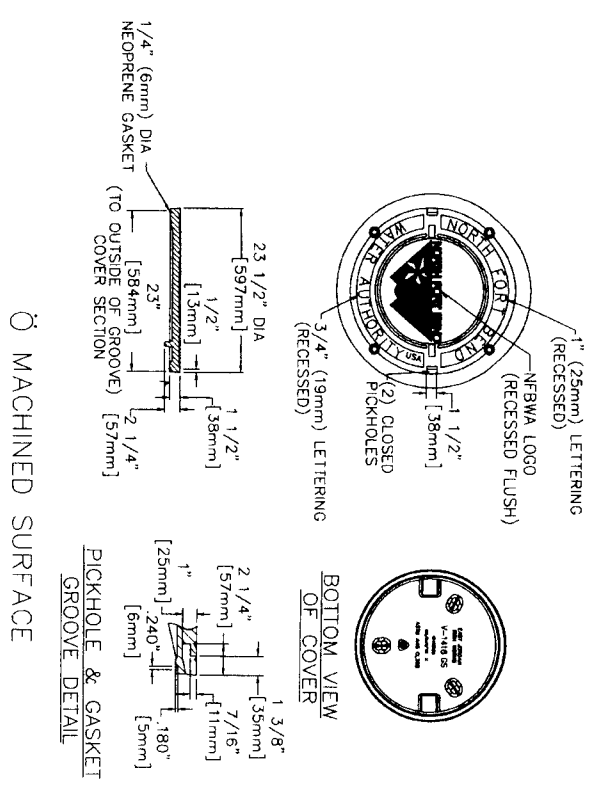 1" (25mm) LETTERING
(RECESSED)
NFBWA LOGO
(RECESSED FLUSH)
1 1/2"
[38mm]
(2) CLOSED
PICKHOLES
3/4" (19mm) LETTERING
(RECESSED)
NORTH FORT BEND
WATER AUTHORITY
USA
BOTTOM VIEW
OF COVER
V-1416 GS
23 1/2" DIA
[597mm]
1/2"
[13mm]
1 1/2"
[38mm]
2 1/4"
[57mm]
23"
[584mm]
(TO OUTSIDE OF GROOVE)
COVER SECTION
1/4" (6mm) DIA
NEOPRENE GASKET
1 3/8"
[35mm]
7/16"
[11mm]
.180"
[5mm]
2 1/4"
[57mm]
1"
[25mm]
.240"
[6mm]
PICKHOLE & GASKET
GROOVE DETAIL
Ö MACHINED SURFACE